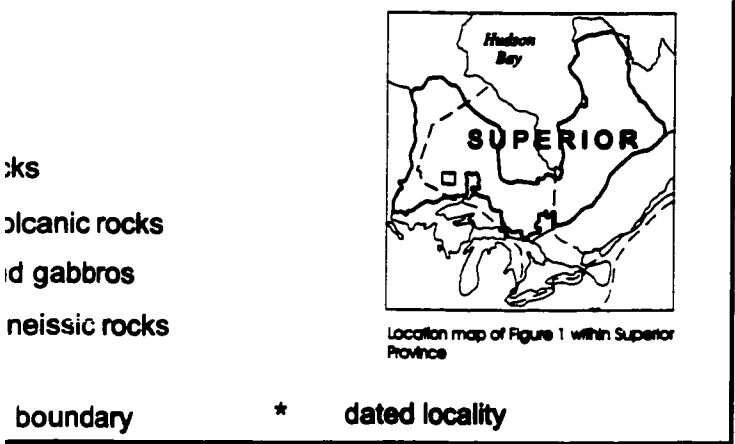 Hudson
Bay
SUPERIOR
cks
olcanic rocks
d gabbros
neissic rocks
Location map of Figure 1 within Superior
Province
boundary * dated locality